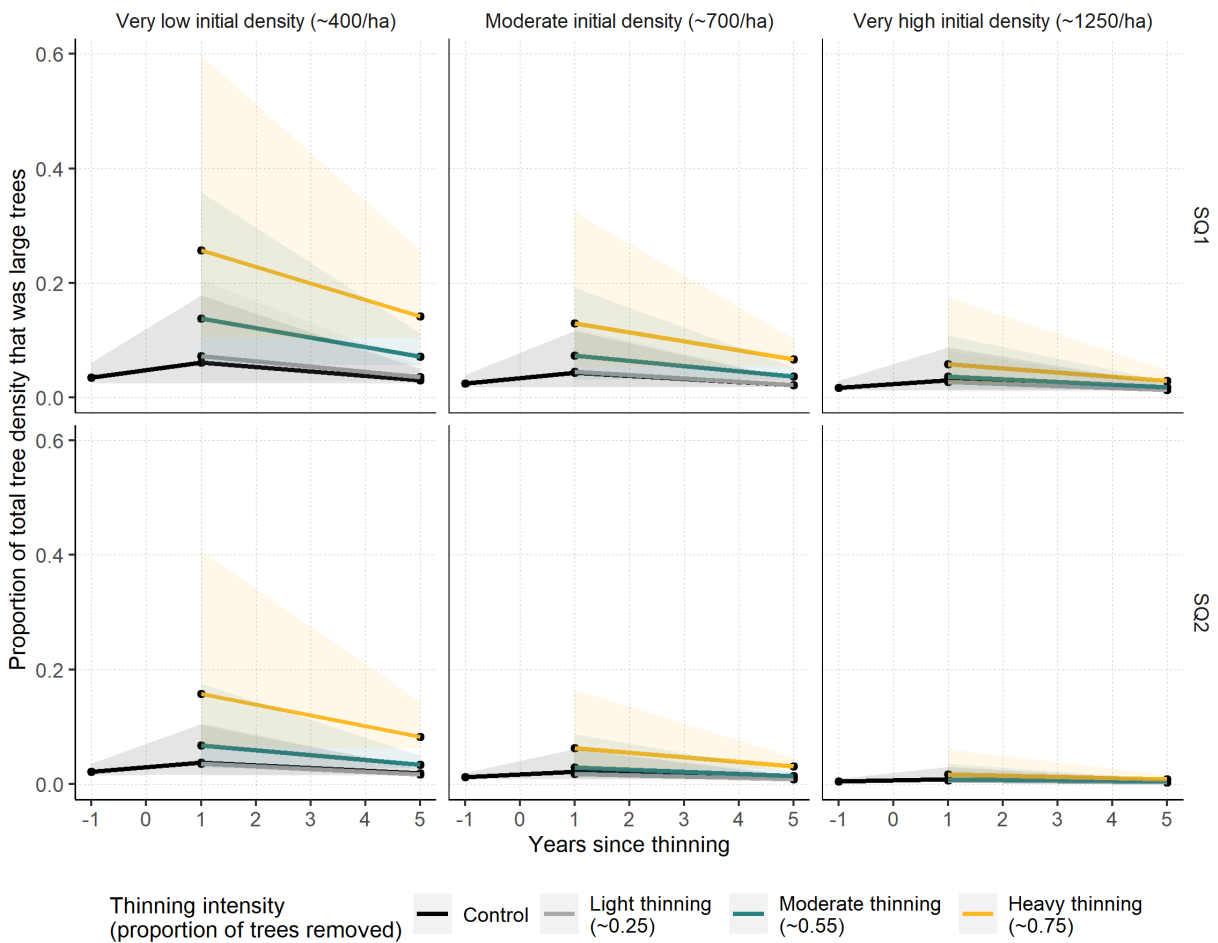 Very low initial density (~400/ha)
Moderate initial density (~700/ha)
Very high initial density (~1250/ha)
Proportion of total tree density that was large trees
0.6
0.4
0.2
0.0
SQ1
0.6
0.4
0.2
0.0
SQ2
-1 0 1 2 3 4 5
-1 0 1 2 3 4 5
-1 0 1 2 3 4 5
Years since thinning
Thinning intensity
(proportion of trees removed)
Control
Light thinning
(~0.25)
Moderate thinning
(~0.55)
Heavy thinning
(~0.75)